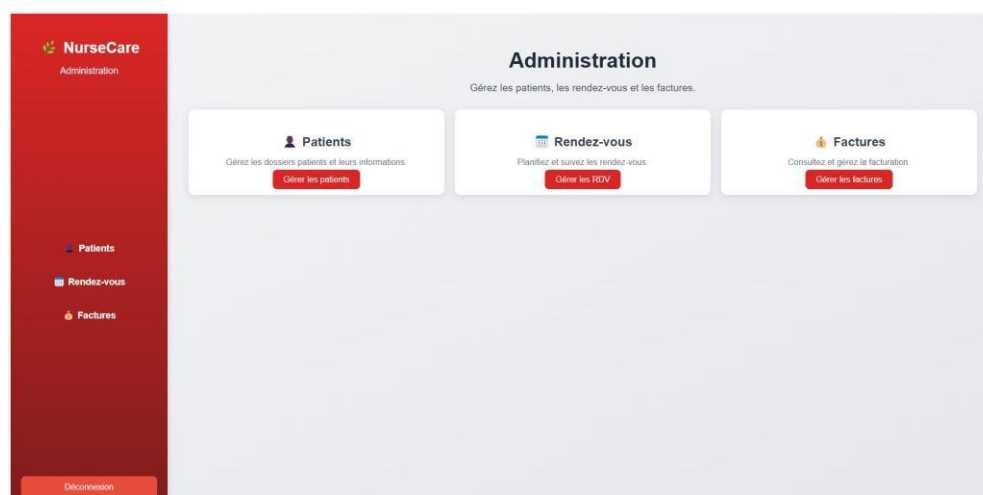 NurseCare
Administration
Patients
Rendez-vous
Factures
Déconnexion
Administration
Gérez les patients, les rendez-vous et les factures.
Patients
Gérez les dossiers patients et leurs informations.
Gérer les patients
Rendez-vous
Planifiez et suivez les rendez-vous.
Gérer les RDV
Factures
Consultez et gérez la facturation.
Gérer les factures